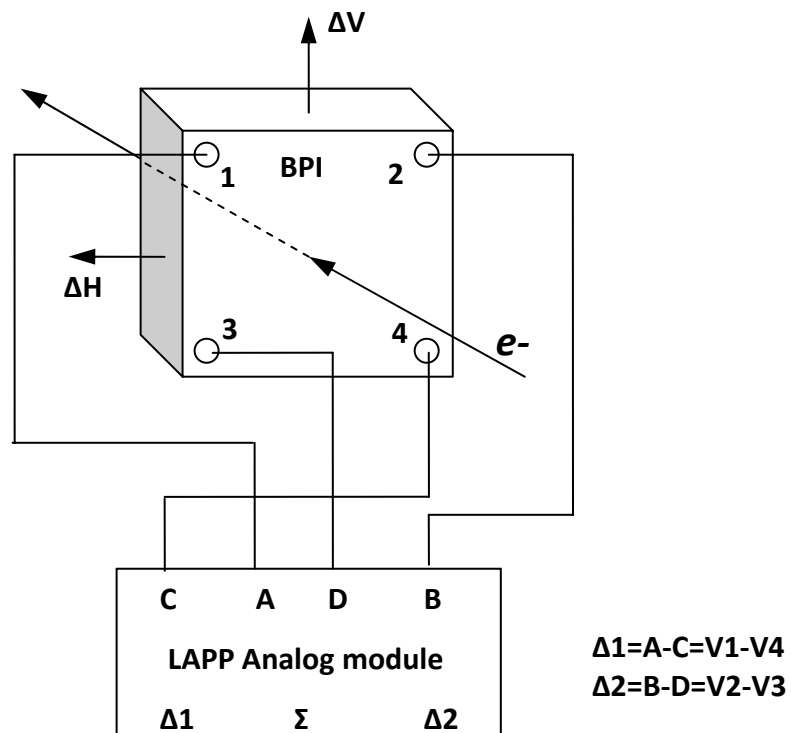 ΔV
1 BPI 2
ΔH
3 4
e-
C A D B
LAPP Analog module
Δ1=A-C=V1-V4
Δ2=B-D=V2-V3
Δ1 Σ Δ2